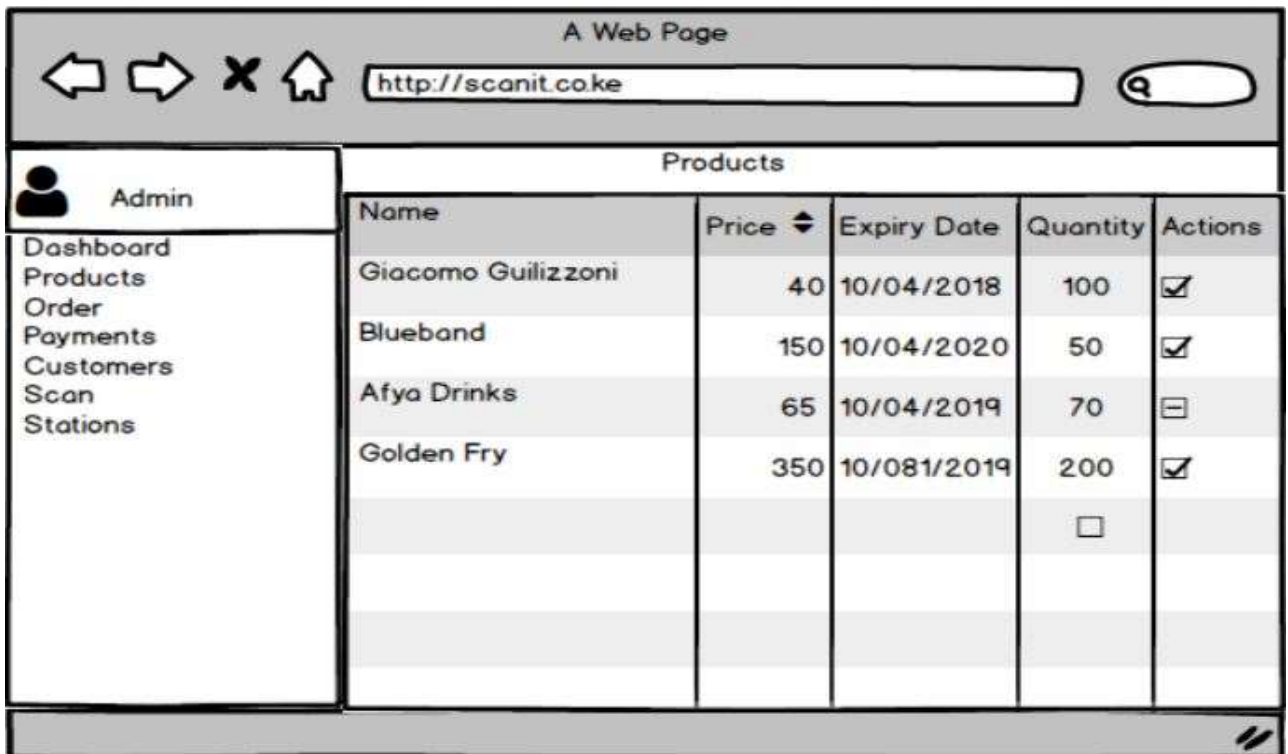 A Web Page
http://scanit.co.ke
Admin
Dashboard
Products
Order
Payments
Customers
Scan
Stations
Products
Name Price Expiry Date Quantity Actions
Giacomo Guilizzoni 40 10/04/2018 100
Blueband 150 10/04/2020 50
Afya Drinks 65 10/04/2019 70
Golden Fry 350 10/081/2019 200